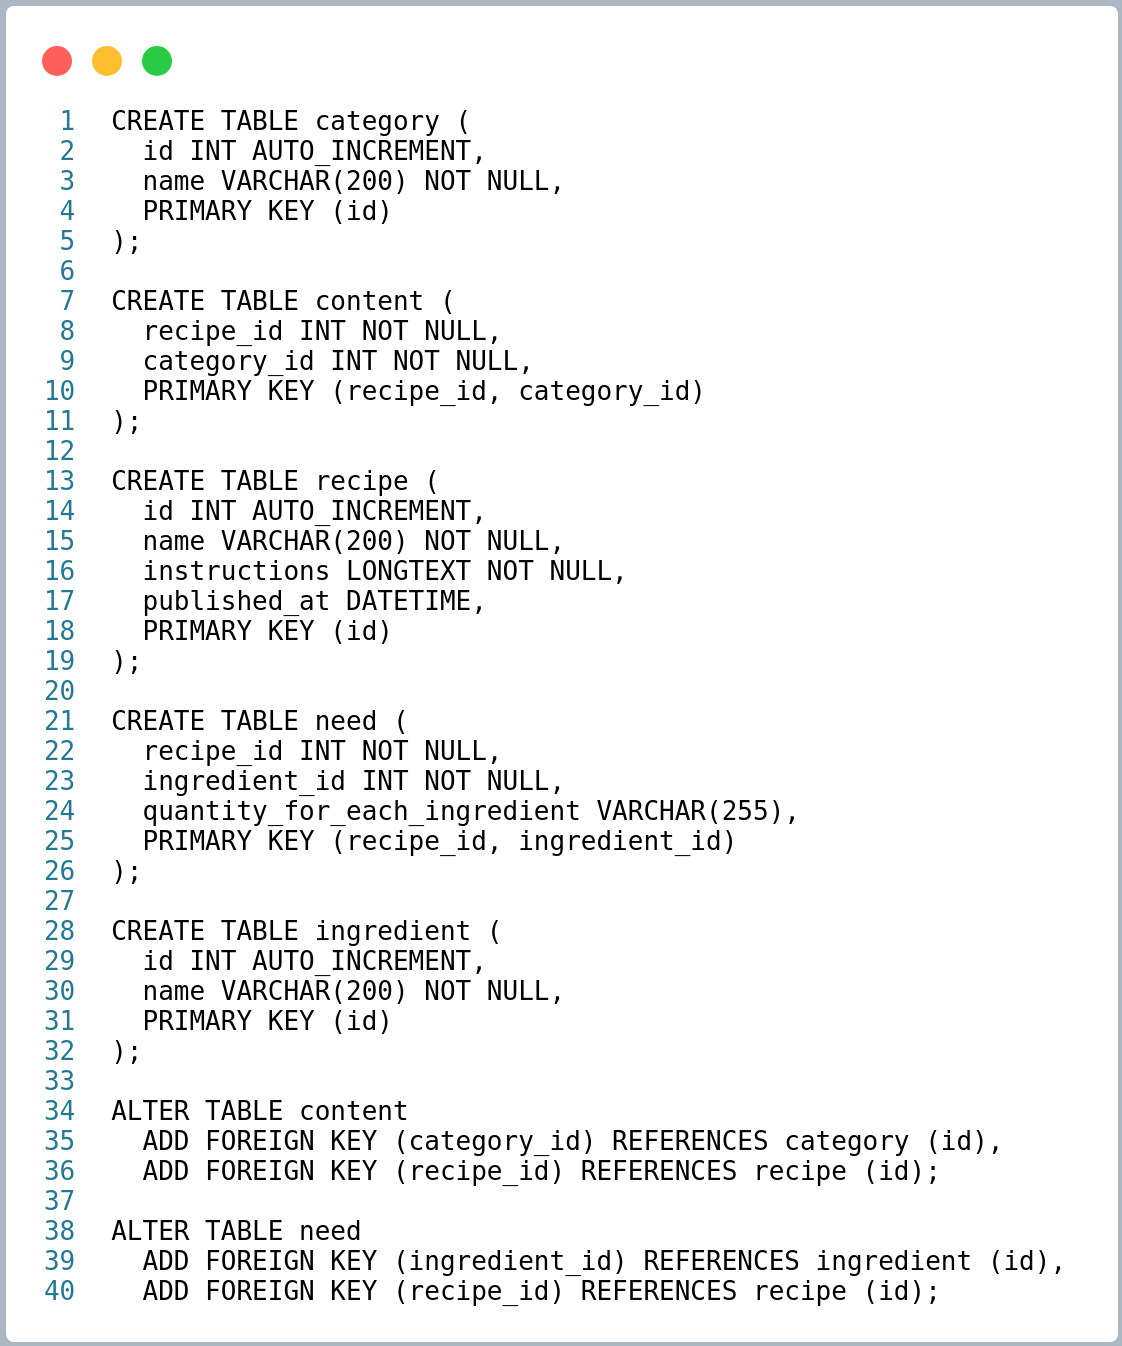 1 CREATE TABLE category (
2   id INT AUTO_INCREMENT,
3   name VARCHAR(200) NOT NULL,
4   PRIMARY KEY (id)
5 );
6
7 CREATE TABLE content (
8   recipe_id INT NOT NULL,
9   category_id INT NOT NULL,
10   PRIMARY KEY (recipe_id, category_id)
11 );
12
13 CREATE TABLE recipe (
14   id INT AUTO_INCREMENT,
15   name VARCHAR(200) NOT NULL,
16   instructions LONGTEXT NOT NULL,
17   published_at DATETIME,
18   PRIMARY KEY (id)
19 );
20
21 CREATE TABLE need (
22   recipe_id INT NOT NULL,
23   ingredient_id INT NOT NULL,
24   quantity_for_each_ingredient VARCHAR(255),
25   PRIMARY KEY (recipe_id, ingredient_id)
26 );
27
28 CREATE TABLE ingredient (
29   id INT AUTO_INCREMENT,
30   name VARCHAR(200) NOT NULL,
31   PRIMARY KEY (id)
32 );
33
34 ALTER TABLE content
35   ADD FOREIGN KEY (category_id) REFERENCES category (id),
36   ADD FOREIGN KEY (recipe_id) REFERENCES recipe (id);
37
38 ALTER TABLE need
39   ADD FOREIGN KEY (ingredient_id) REFERENCES ingredient (id),
40   ADD FOREIGN KEY (recipe_id) REFERENCES recipe (id);